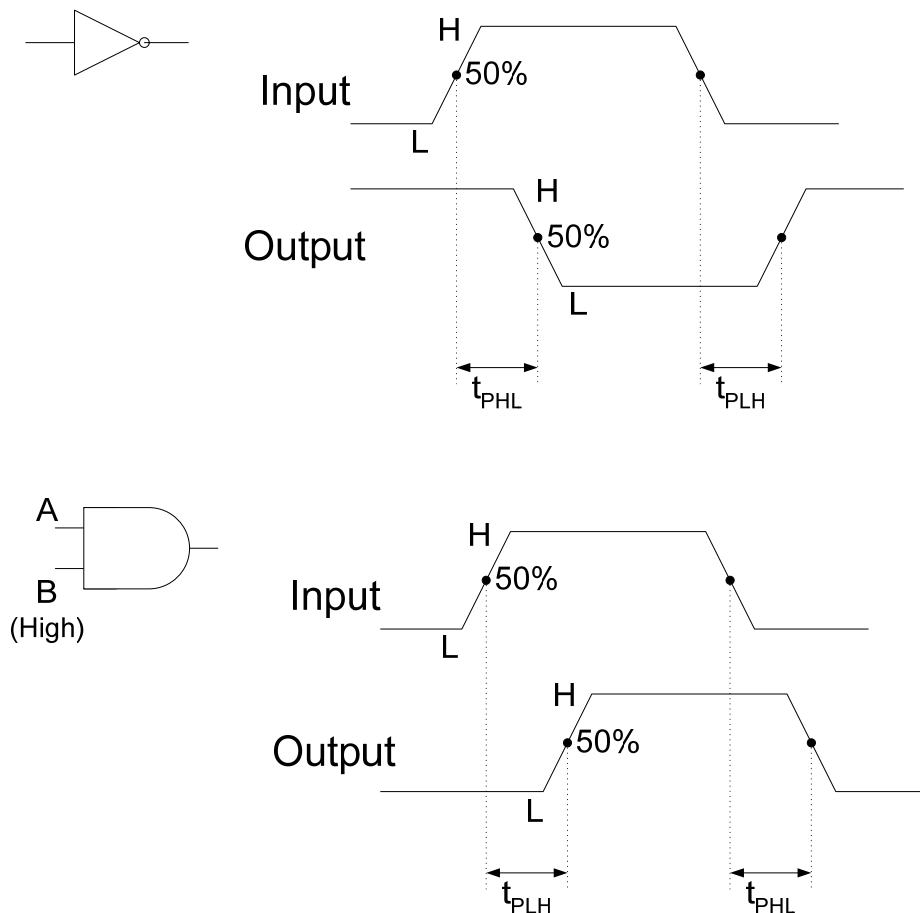 H
50%
Input
L
H
50%
Output
L
tPHL
tPLH
A
B
(High)
H
50%
Input
L
H
50%
Output
L
tPLH
tPHL